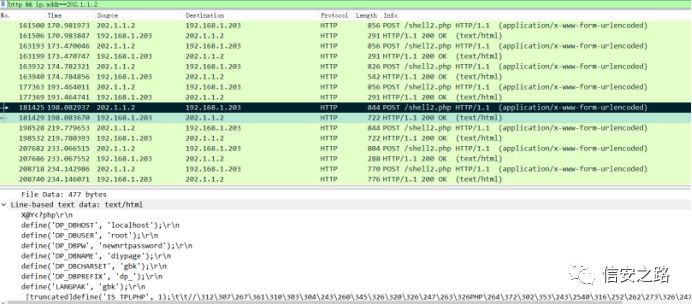 http && ip.addr==202.1.1.2
No. Time Source Destination Protocol Length Info
161500 170.981973 202.1.1.2 192.168.1.203 HTTP 856 POST /shell2.php HTTP/1.1 (application/x-www-form-urlencoded)
161506 170.983847 192.168.1.203 202.1.1.2 HTTP 291 HTTP/1.1 200 OK (text/html)
163193 173.470046 202.1.1.2 192.168.1.203 HTTP 856 POST /shell2.php HTTP/1.1 (application/x-www-form-urlencoded)
163199 173.470747 192.168.1.203 202.1.1.2 HTTP 291 HTTP/1.1 200 OK (text/html)
163932 174.782656 202.1.1.2 192.168.1.203 HTTP 826 POST /shell2.php HTTP/1.1 (application/x-www-form-urlencoded)
163940 174.784856 192.168.1.203 202.1.1.2 HTTP 542 HTTP/1.1 200 OK (text/html)
177363 193.464011 202.1.1.2 192.168.1.203 HTTP 856 POST /shell2.php HTTP/1.1 (application/x-www-form-urlencoded)
177369 193.464741 192.168.1.203 202.1.1.2 HTTP 291 HTTP/1.1 200 OK (text/html)
181425 198.082937 202.1.1.2 192.168.1.203 HTTP 844 POST /shell2.php HTTP/1.1 (application/x-www-form-urlencoded)
181429 198.083670 192.168.1.203 202.1.1.2 HTTP 722 HTTP/1.1 200 OK (text/html)
198528 219.779653 202.1.1.2 192.168.1.203 HTTP 844 POST /shell2.php HTTP/1.1 (application/x-www-form-urlencoded)
198532 219.780393 192.168.1.203 202.1.1.2 HTTP 722 HTTP/1.1 200 OK (text/html)
207682 233.066515 202.1.1.2 192.168.1.203 HTTP 804 POST /shell2.php HTTP/1.1 (application/x-www-form-urlencoded)
207686 233.067552 192.168.1.203 202.1.1.2 HTTP 288 HTTP/1.1 200 OK (text/html)
208718 234.142986 202.1.1.2 192.168.1.203 HTTP 770 POST /shell2.php HTTP/1.1 (application/x-www-form-urlencoded)
208740 234.146071 192.168.1.203 202.1.1.2 HTTP 776 HTTP/1.1 200 OK (text/html)
File Data: 477 bytes
Line-based text data: text/html
X@Y<?php\r\n
define('DP_DBHOST', 'localhost');\r\n
define('DP_DBUSER', 'root');\r\n
define('DP_DBPW', 'newnrtpassword');\r\n
define('DP_DBNAME', 'diypage');\r\n
define('DP_DBCHARSET', 'gbk');\r\n
define('DP_DBPREFIX', 'dp_');\r\n
define('LANGPAK', 'gbk');\r\n
[truncated]define('IS_TPLPHP', 1);\t\t//\312\307\267\361\310\303\304\243\260\345\326\320\326\247\263\326PHP\264\372\302\353\243\2540\316\252\262\273\326\247
信安之路